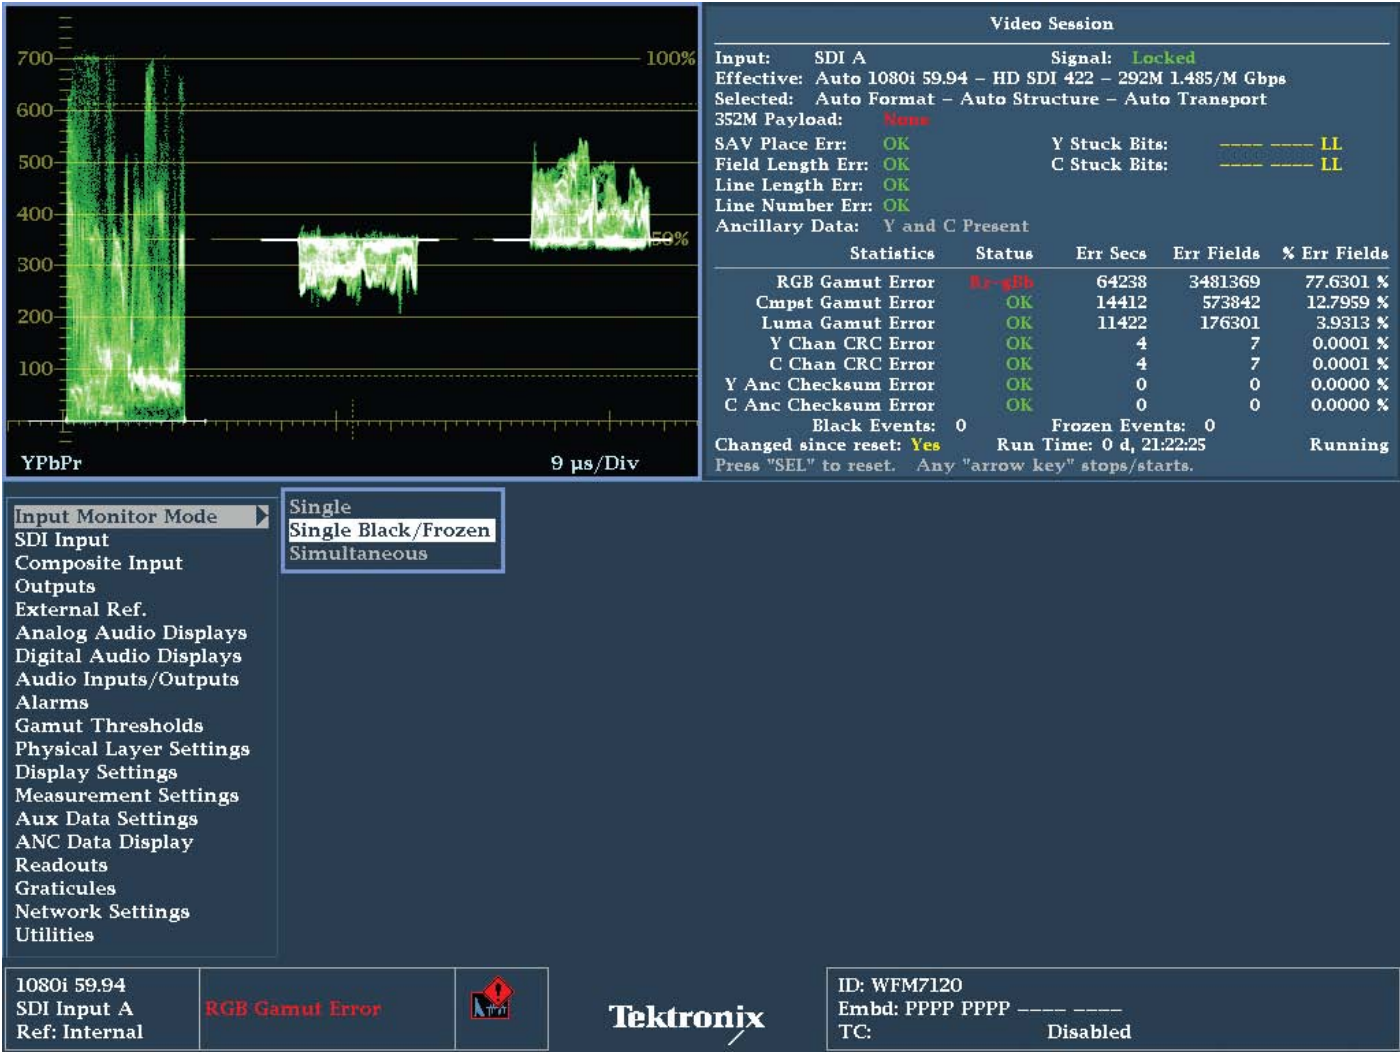 700
600
500
400
300
200
100
100%
50%
YPbPr
9 µs/Div
Video Session
Input: SDI A Signal: Locked
Effective: Auto 1080i 59.94 – HD SDI 422 – 292M 1.485/M Gbps
Selected: Auto Format – Auto Structure – Auto Transport
352M Payload: None
SAV Place Err: OK Y Stuck Bits: –––– –––– LL
Field Length Err: OK C Stuck Bits: –––– –––– LL
Line Length Err: OK
Line Number Err: OK
Ancillary Data: Y and C Present
Statistics Status Err Secs Err Fields % Err Fields
RGB Gamut Error 64238 3481369 77.6301 %
Cmpst Gamut Error OK 14412 573842 12.7959 %
Luma Gamut Error OK 11422 176301 3.9313 %
Y Chan CRC Error OK 4 7 0.0001 %
C Chan CRC Error OK 4 7 0.0001 %
Y Anc Checksum Error OK 0 0 0.0000 %
C Anc Checksum Error OK 0 0 0.0000 %
Black Events: 0 Frozen Events: 0
Changed since reset: Yes Run Time: 0 d, 21:22:25 Running
Press "SEL" to reset. Any "arrow key" stops/starts.
Input Monitor Mode
SDI Input
Composite Input
Outputs
External Ref.
Analog Audio Displays
Digital Audio Displays
Audio Inputs/Outputs
Alarms
Gamut Thresholds
Physical Layer Settings
Display Settings
Measurement Settings
Aux Data Settings
ANC Data Display
Readouts
Graticules
Network Settings
Utilities
Single
Single Black/Frozen
Simultaneous
1080i 59.94
SDI Input A
Ref: Internal
RGB Gamut Error
Tektronix
ID: WFM7120
Embd: PPPP PPPP –––– ––––
TC: Disabled